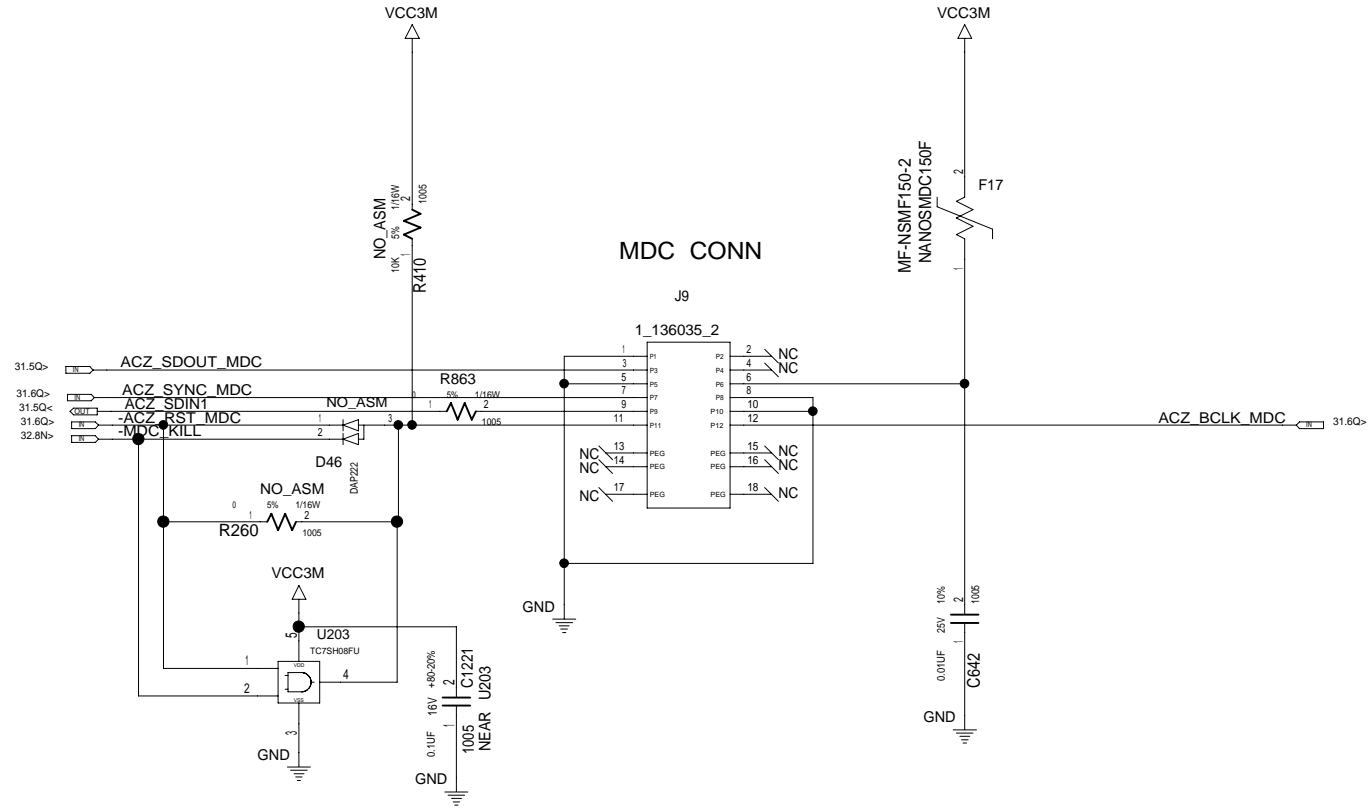 VCC3M
VCC3M
NO_ASM
5% 1/16W
10K
1005
2
1
R410
MF-NSMF150-2
NANOSMDC150F
2
1
F17
MDC CONN
J9
1_136035_2
31.5Q> IN ACZ_SDOUT_MDC
31.6Q> IN ACZ_SYNC_MDC
31.5Q< OUT ACZ_SDIN1
31.6Q> IN -ACZ_RST_MDC
32.8N> IN -MDC_KILL
R863
0 5% 1/16W
1 2
1005
NO_ASM
1 3
2
D46
DAP222
1 P1 P2 2 NC
3 P3 P4 4 NC
5 P5 P6 6
7 P7 P8 8
9 P9 P10 10
11 P11 P12 12
NC 13 PEG PEG 15 NC
NC 14 PEG PEG 16 NC
NC 17 PEG PEG 18 NC
ACZ_BCLK_MDC IN 31.6Q>
NO_ASM
0 5% 1/16W
1 2
R260 1005
VCC3M
GND
5
U203
TC7SH08FU
1 VDD
2 4
VSS
3
GND
0.1UF 16V +80-20%
1 2
C1221
1005
NEAR U203
GND
0.01UF 25V 10%
1 2
1005
C642
GND